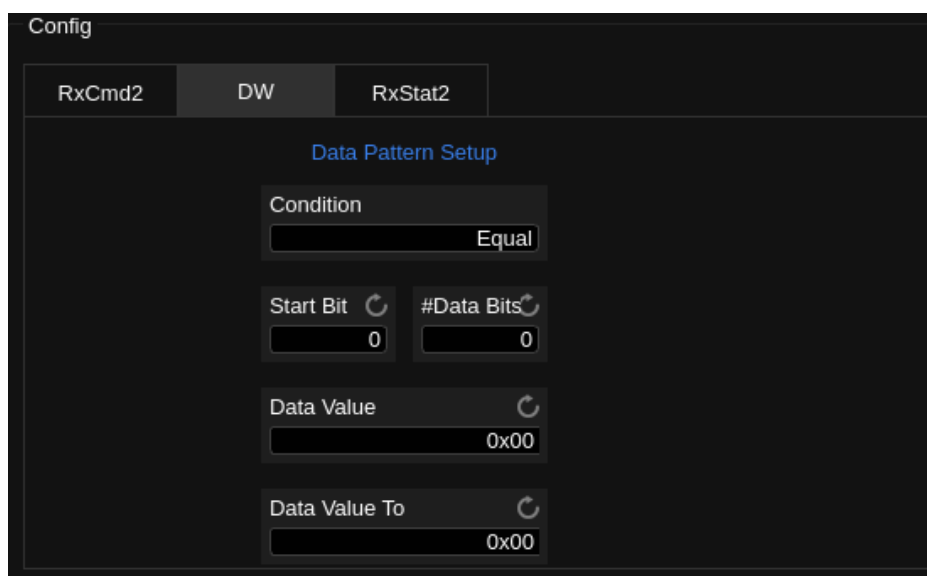 Config
RxCmd2 DW RxStat2
Data Pattern Setup
Condition
Equal
Start Bit #Data Bits
0 0
Data Value
0x00
Data Value To
0x00